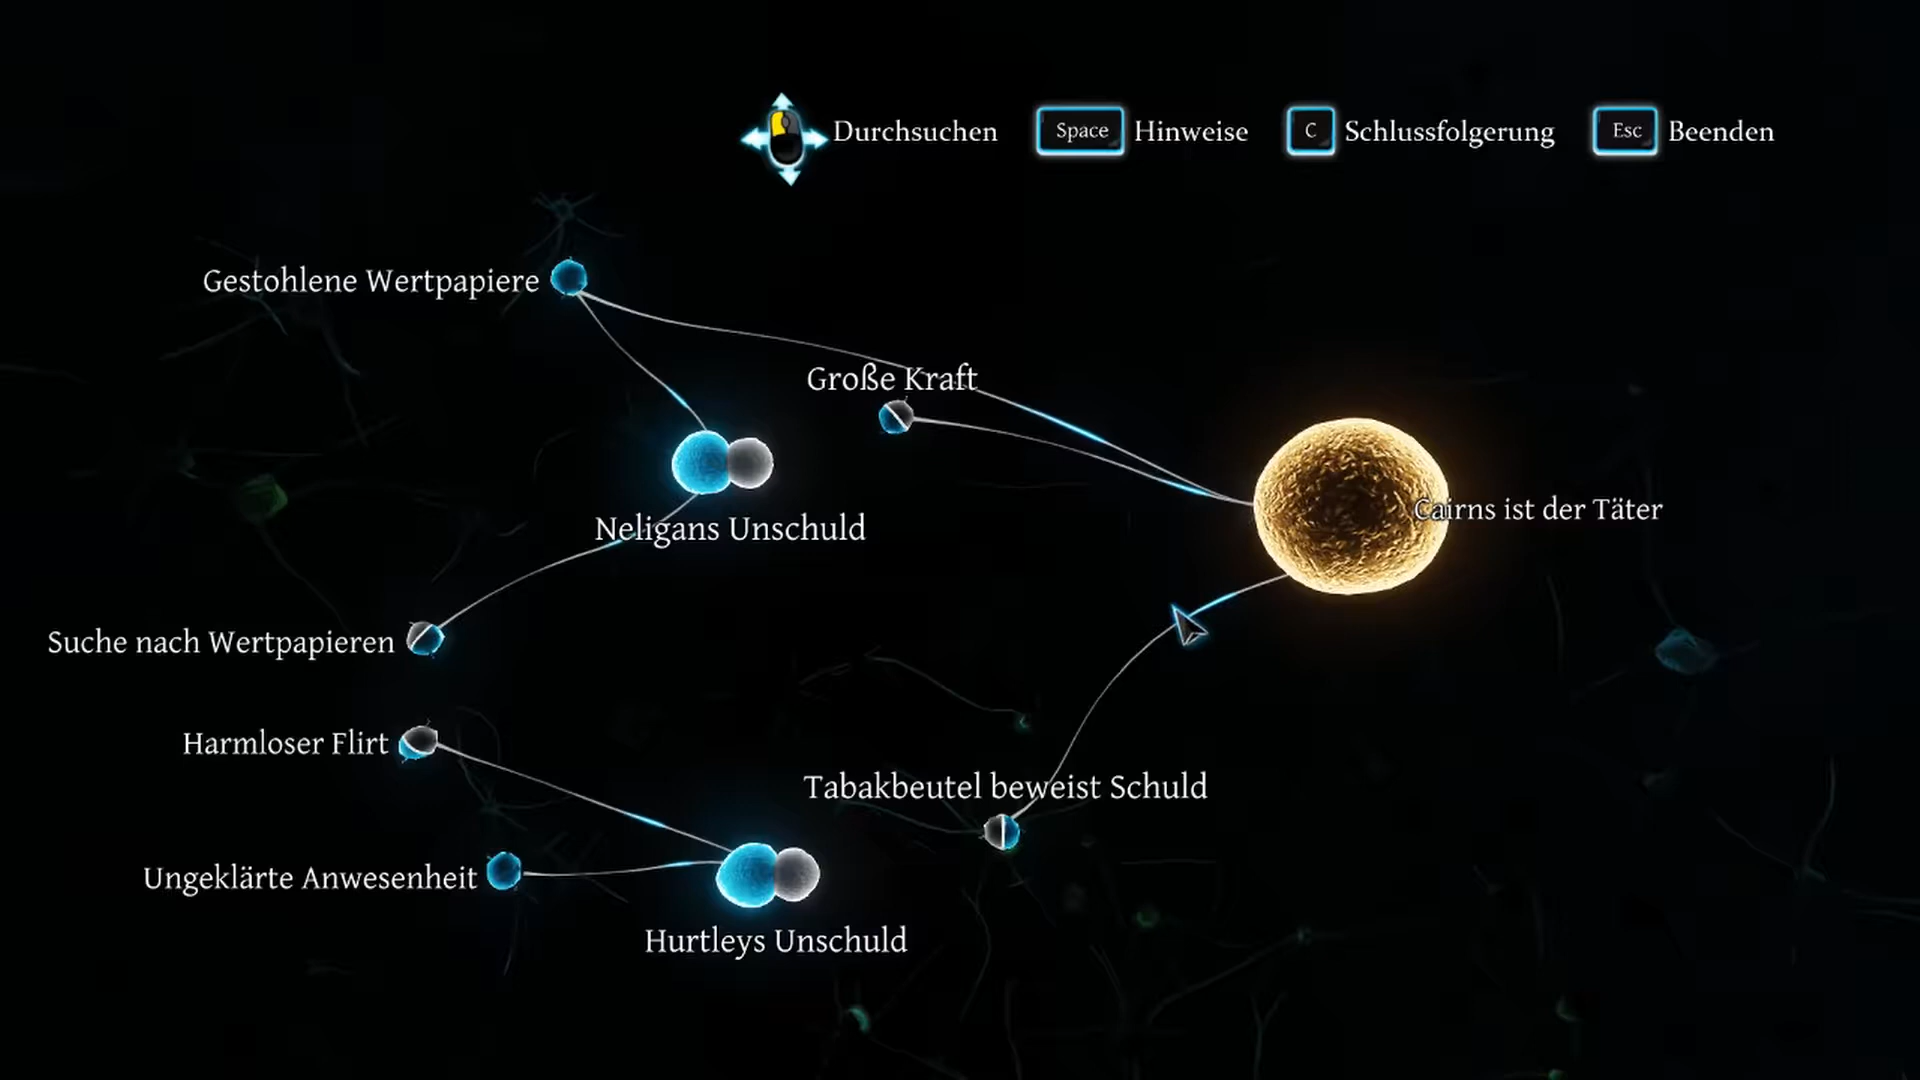 Durchsuchen
Space Hinweise
C Schlussfolgerung
Esc Beenden
Gestohlene Wertpapiere
Große Kraft
Cairns ist der Täter
Neligans Unschuld
Suche nach Wertpapieren
Harmloser Flirt
Tabakbeutel beweist Schuld
Ungeklärte Anwesenheit
Hurtleys Unschuld